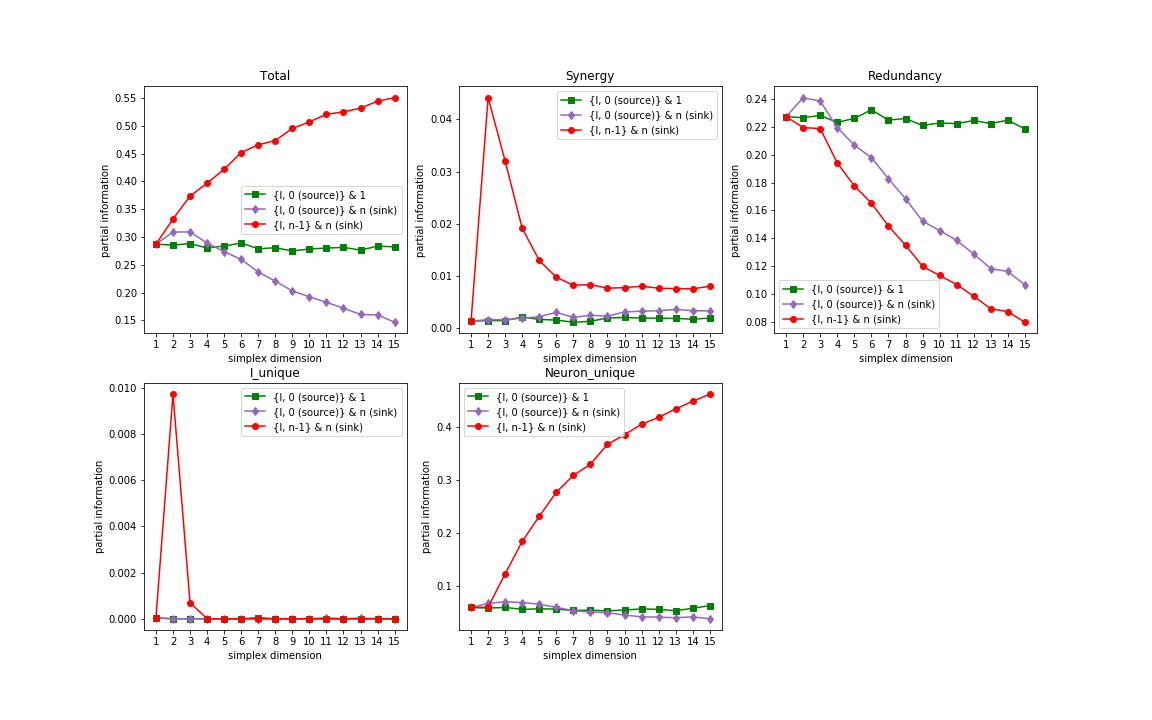 Total
partial information
0.55
0.50
0.45
0.40
0.35
0.30
0.25
0.20
0.15
{I, 0 (source)} & 1
{I, 0 (source)} & n (sink)
{I, n-1} & n (sink)
1 2 3 4 5 6 7 8 9 10 11 12 13 14 15
simplex dimension
Synergy
partial information
0.04
0.03
0.02
0.01
0.00
{I, 0 (source)} & 1
{I, 0 (source)} & n (sink)
{I, n-1} & n (sink)
1 2 3 4 5 6 7 8 9 10 11 12 13 14 15
simplex dimension
Redundancy
partial information
0.24
0.22
0.20
0.18
0.16
0.14
0.12
0.10
0.08
{I, 0 (source)} & 1
{I, 0 (source)} & n (sink)
{I, n-1} & n (sink)
1 2 3 4 5 6 7 8 9 10 11 12 13 14 15
simplex dimension
I_unique
partial information
0.010
0.008
0.006
0.004
0.002
0.000
{I, 0 (source)} & 1
{I, 0 (source)} & n (sink)
{I, n-1} & n (sink)
1 2 3 4 5 6 7 8 9 10 11 12 13 14 15
simplex dimension
Neuron_unique
partial information
0.4
0.3
0.2
0.1
{I, 0 (source)} & 1
{I, 0 (source)} & n (sink)
{I, n-1} & n (sink)
1 2 3 4 5 6 7 8 9 10 11 12 13 14 15
simplex dimension